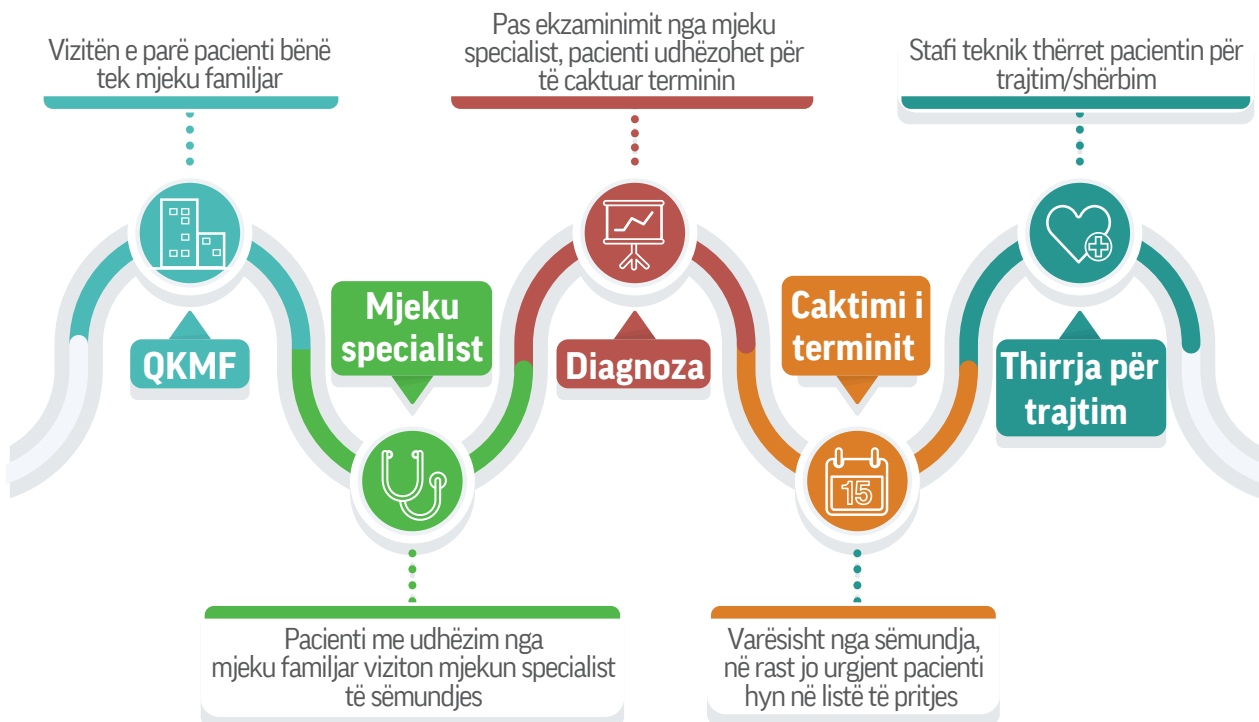 Vizitën e parë pacienti bënë
tek mjeku familjar
QKMF
Mjeku
specialist
Pacienti me udhëzim nga
mjeku familjar viziton mjekun specialist
të sëmundjes
Pas ekzaminimit nga mjeku
specialist, pacienti udhëzohet për
të caktuar terminin
Diagnoza
Caktimi i
terminit
15
Varësisht nga sëmundja,
në rast jo urgjent pacienti
hyn në listë të pritjes
Stafi teknik thërret pacientin për
trajtim/shërbim
Thirrja për
trajtim